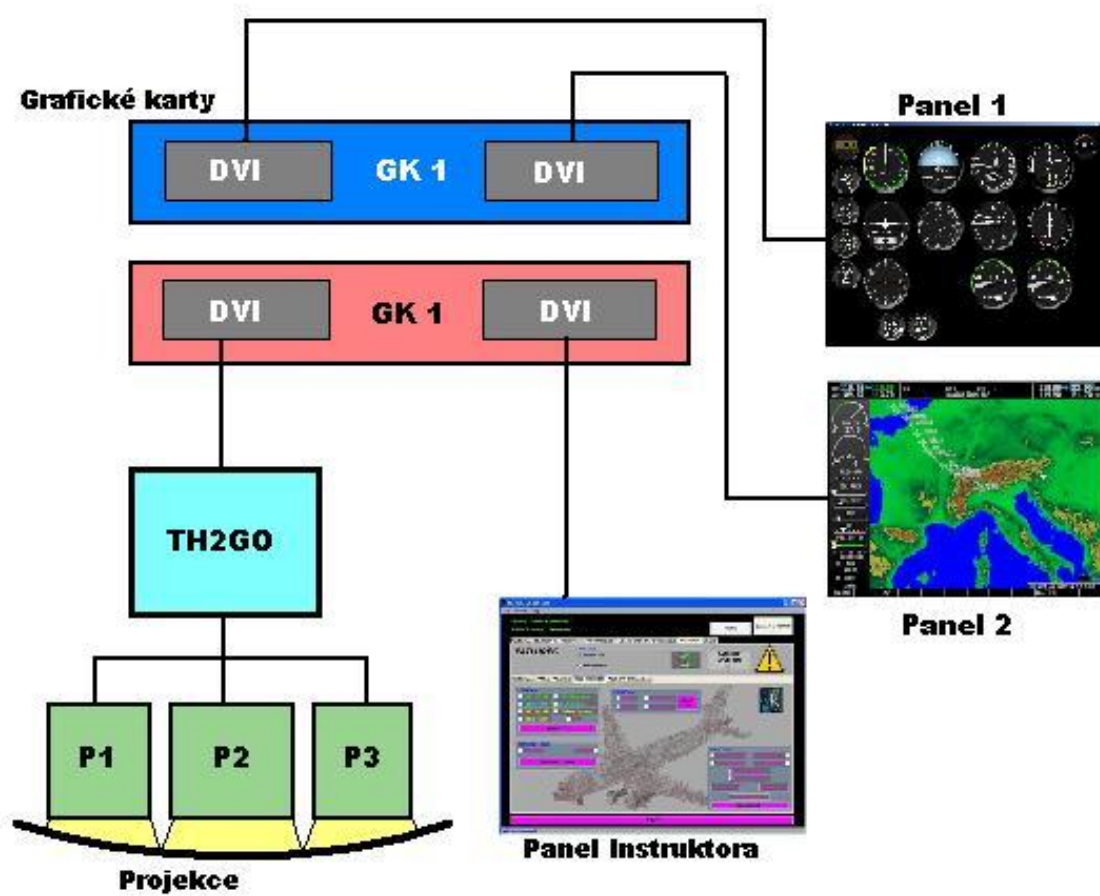 Grafické karty
DVI
GK 1
DVI
Panel 1
DVI
GK 1
DVI
TH2GO
Panel 2
P1
P2
P3
Panel Instruktora
Projekce